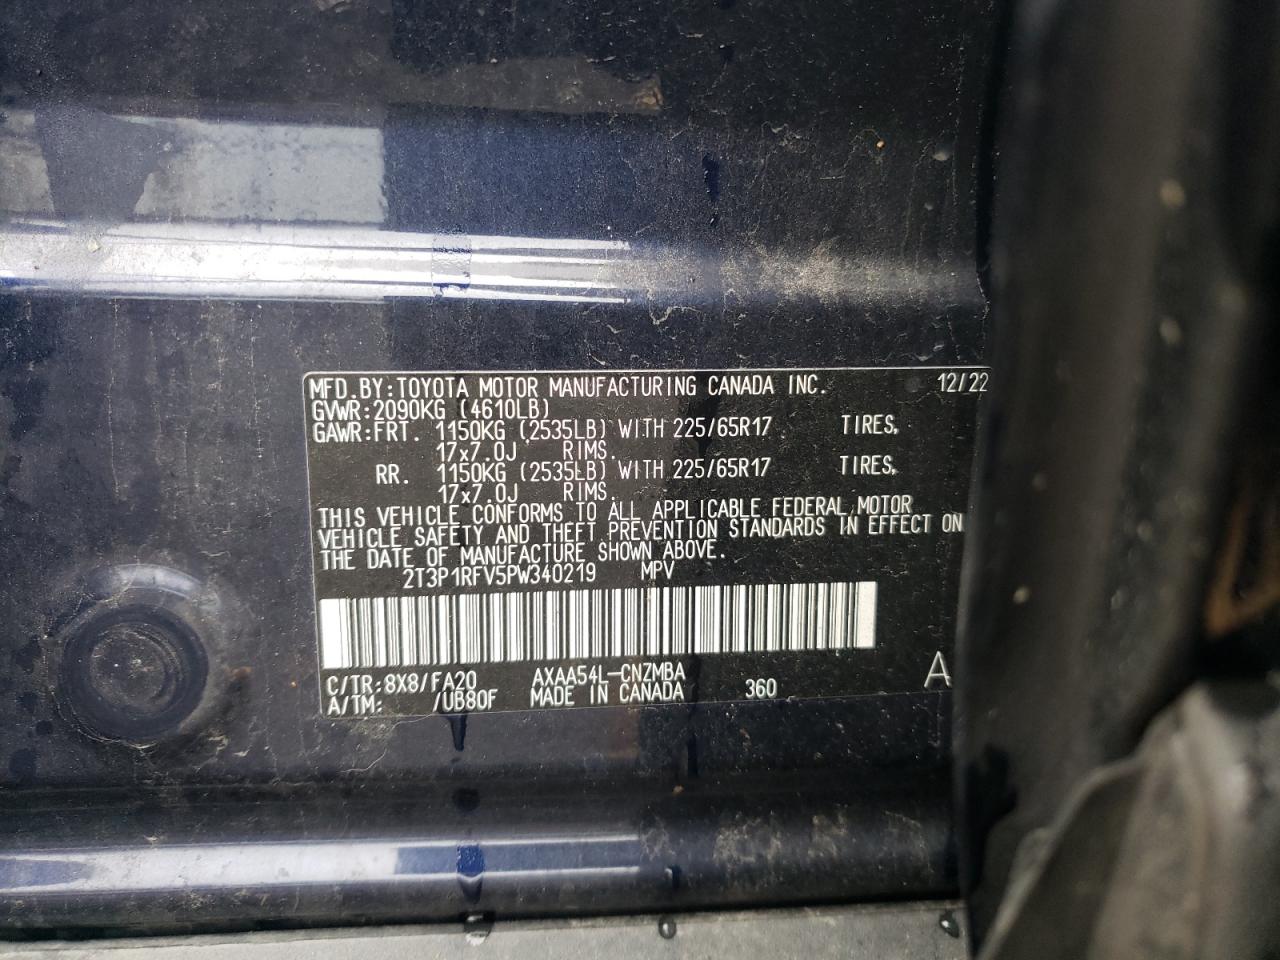 MFD.BY:TOYOTA MOTOR MANUFACTURING CANADA INC. 12/22
GVWR:2090KG (4610LB)
GAWR:FRT. 1150KG (2535LB) WITH 225/65R17 TIRES,
17x7.0J RIMS.
RR. 1150KG (2535LB) WITH 225/65R17 TIRES,
17x7.0J RIMS.
THIS VEHICLE CONFORMS TO ALL APPLICABLE FEDERAL MOTOR
VEHICLE SAFETY AND THEFT PREVENTION STANDARDS IN EFFECT ON
THE DATE OF MANUFACTURE SHOWN ABOVE.
2T3P1RFV5PW340219 MPV
C/TR:8X8/FA20 AXAA54L-CNZMBA
A/TM: /UB80F MADE IN CANADA 360 A